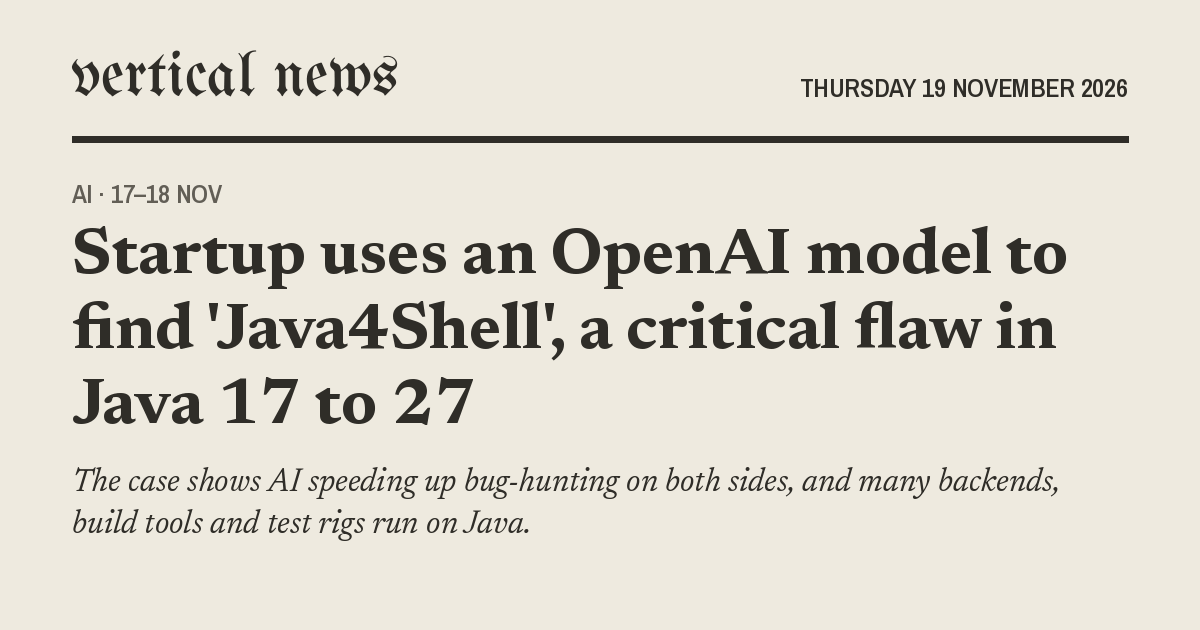 vertical news
THURSDAY 19 NOVEMBER 2026
AI · 17–18 NOV
Startup uses an OpenAI model to
find 'Java4Shell', a critical flaw in
Java 17 to 27
The case shows AI speeding up bug-hunting on both sides, and many backends,
build tools and test rigs run on Java.